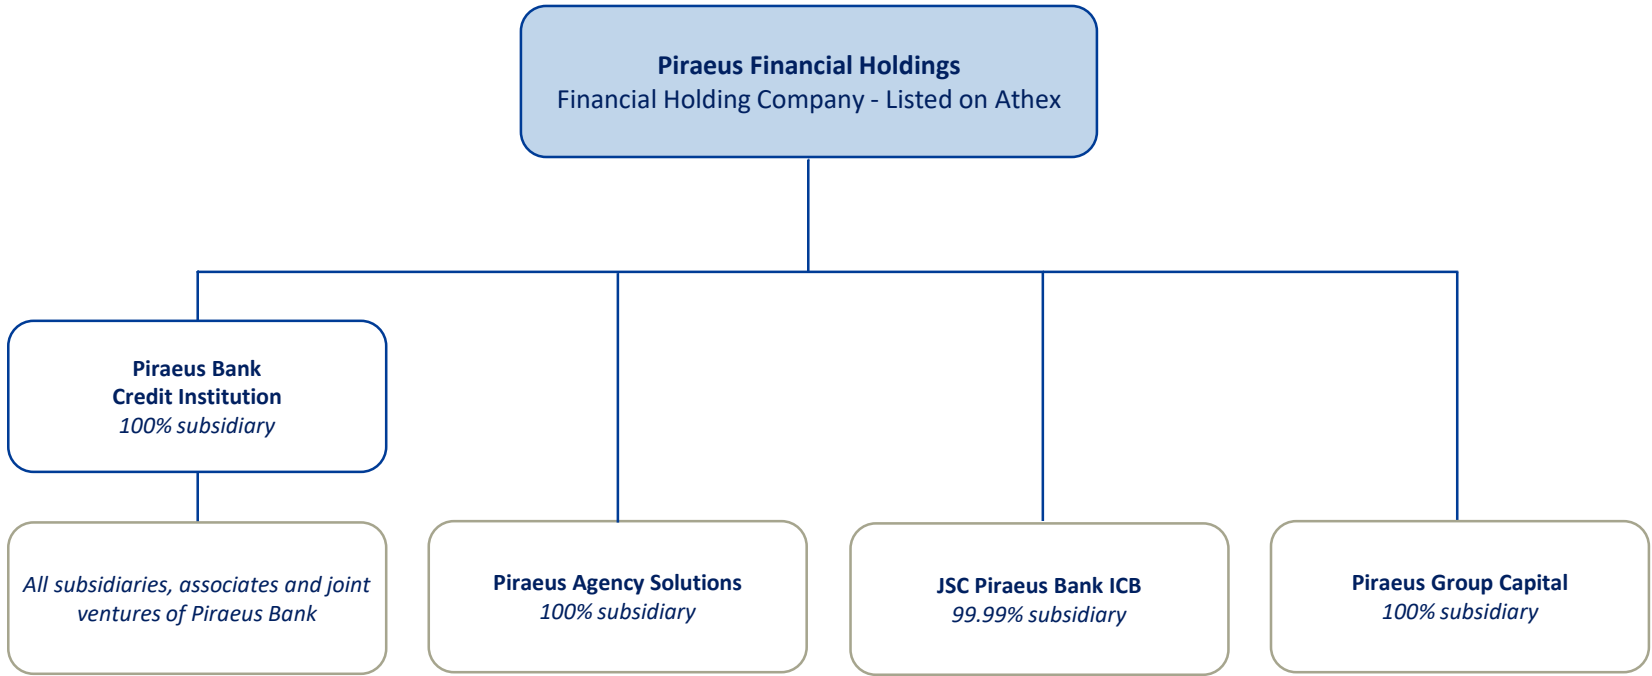 Piraeus Financial Holdings
Financial Holding Company - Listed on Athex
Piraeus Bank
Credit Institution
100% subsidiary
All subsidiaries, associates and joint
ventures of Piraeus Bank
Piraeus Agency Solutions
100% subsidiary
JSC Piraeus Bank ICB
99.99% subsidiary
Piraeus Group Capital
100% subsidiary